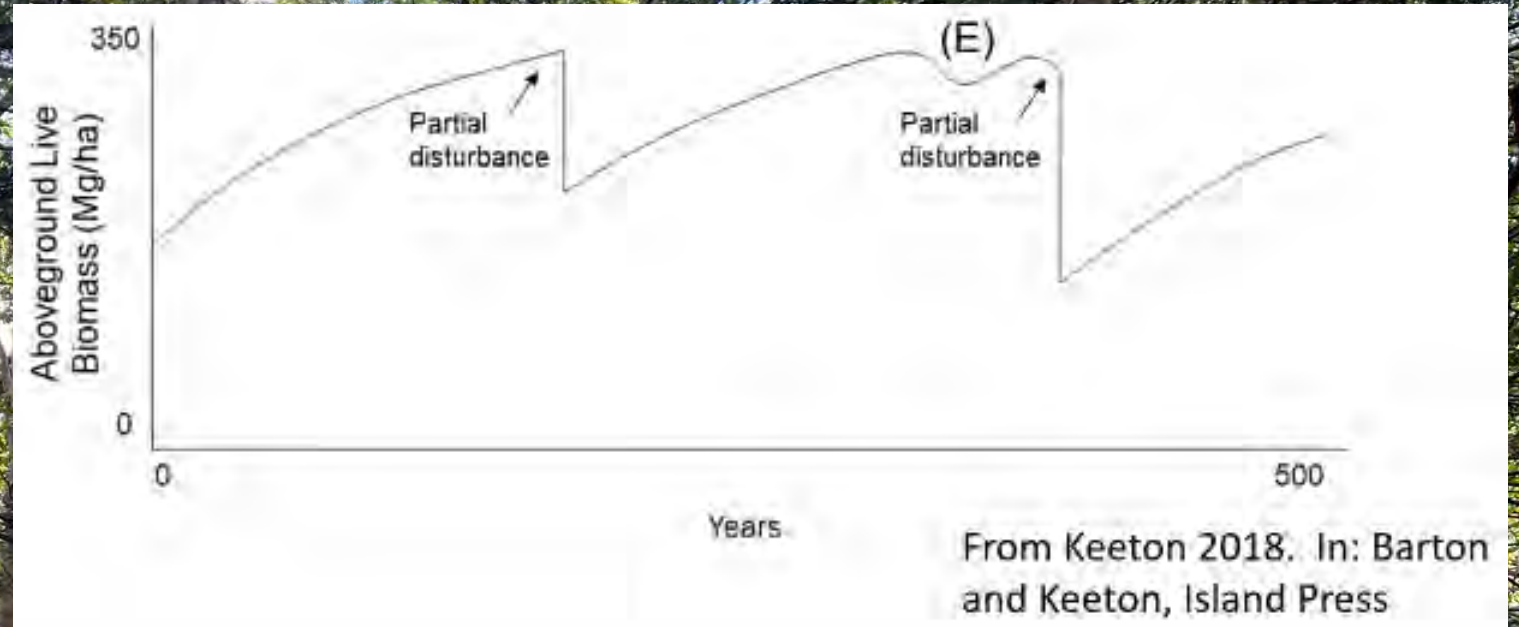 350
(E)
Partial
disturbance
Partial
disturbance
Aboveground Live
Biomass (Mg/ha)
0
0
500
Years
From Keeton 2018. In: Barton
and Keeton, Island Press